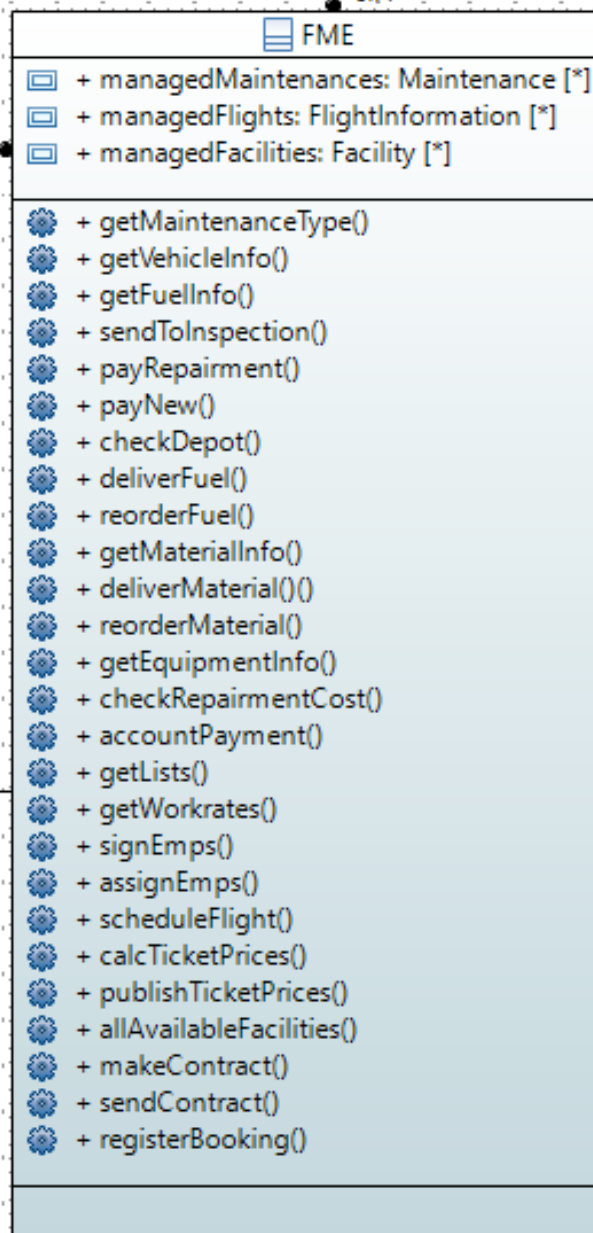 FME
+ managedMaintenances: Maintenance [*]
+ managedFlights: FlightInformation [*]
+ managedFacilities: Facility [*]
+ getMaintenanceType()
+ getVehicleInfo()
+ getFuelInfo()
+ sendToInspection()
+ payRepairment()
+ payNew()
+ checkDepot()
+ deliverFuel()
+ reorderFuel()
+ getMaterialInfo()
+ deliverMaterial()()
+ reorderMaterial()
+ getEquipmentInfo()
+ checkRepairmentCost()
+ accountPayment()
+ getLists()
+ getWorkrates()
+ signEmps()
+ assignEmps()
+ scheduleFlight()
+ calcTicketPrices()
+ publishTicketPrices()
+ allAvailableFacilities()
+ makeContract()
+ sendContract()
+ registerBooking()